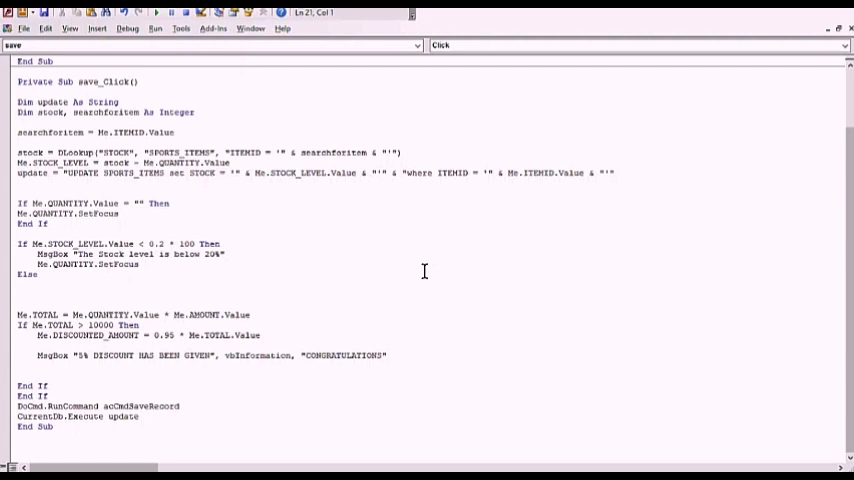 Ln 21, Col 1
File Edit View Insert Format Debug Run Tools Add-Ins Window Help
save Click
End Sub
Private Sub save_Click()
Dim update As String
Dim stock, searchforitem As Integer
searchforitem = Me.ITEMID.Value
stock = DLookup("STOCK", "SPORTS_ITEMS", "ITEMID = '" & searchforitem & "'")
Me.STOCK_LEVEL = stock - Me.QUANTITY.Value
update = "UPDATE SPORTS_ITEMS set STOCK = '" & Me.STOCK_LEVEL.Value & "'" & "where ITEMID = '" & Me.ITEMID.Value & "'"
If Me.QUANTITY.Value = "" Then
Me.QUANTITY.SetFocus
End If
If Me.STOCK_LEVEL.Value < 0.2 * 100 Then
MsgBox "The Stock level is below 20%"
Me.QUANTITY.SetFocus
Else
Me.TOTAL = Me.QUANTITY.Value * Me.AMOUNT.Value
If Me.TOTAL > 10000 Then
Me.DISCOUNTED_AMOUNT = 0.95 * Me.TOTAL.Value
MsgBox "5% DISCOUNT HAS BEEN GIVEN", vbInformation, "CONGRATULATIONS"
End If
End If
DoCmd.RunCommand acCmdSaveRecord
CurrentDb.Execute update
End Sub